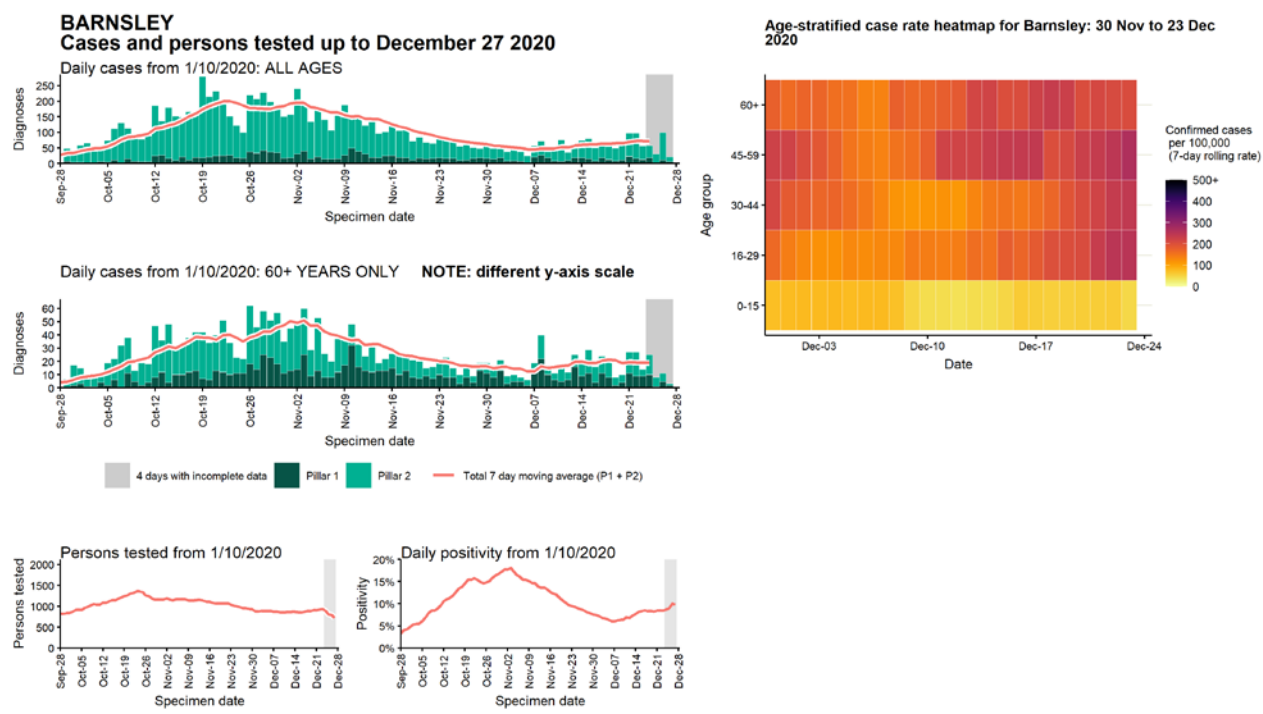 BARNSLEY
Cases and persons tested up to December 27 2020
Daily cases from 1/10/2020: ALL AGES
Diagnoses
250
200
150
100
50
0
Sep-28
Oct-05
Oct-12
Oct-19
Oct-26
Nov-02
Nov-09
Nov-16
Nov-23
Nov-30
Dec-07
Dec-14
Dec-21
Dec-28
Specimen date
Daily cases from 1/10/2020: 60+ YEARS ONLY NOTE: different y-axis scale
Diagnoses
60
50
40
30
20
10
0
Sep-28
Oct-05
Oct-12
Oct-19
Oct-26
Nov-02
Nov-09
Nov-16
Nov-23
Nov-30
Dec-07
Dec-14
Dec-21
Dec-28
Specimen date
4 days with incomplete data Pillar 1 Pillar 2 Total 7 day moving average (P1 + P2)
Persons tested from 1/10/2020
Persons tested
2000
1500
1000
500
0
Sep-28
Oct-05
Oct-12
Oct-19
Oct-26
Nov-02
Nov-09
Nov-16
Nov-23
Nov-30
Dec-07
Dec-14
Dec-21
Dec-28
Specimen date
Daily positivity from 1/10/2020
Positivity
20%
15%
10%
5%
0%
Sep-28
Oct-05
Oct-12
Oct-19
Oct-26
Nov-02
Nov-09
Nov-16
Nov-23
Nov-30
Dec-07
Dec-14
Dec-21
Dec-28
Specimen date
Age-stratified case rate heatmap for Barnsley: 30 Nov to 23 Dec
2020
Age group
60+
45-59
30-44
16-29
0-15
Dec-03
Dec-10
Dec-17
Dec-24
Date
Confirmed cases
per 100,000
(7-day rolling rate)
500+
400
300
200
100
0